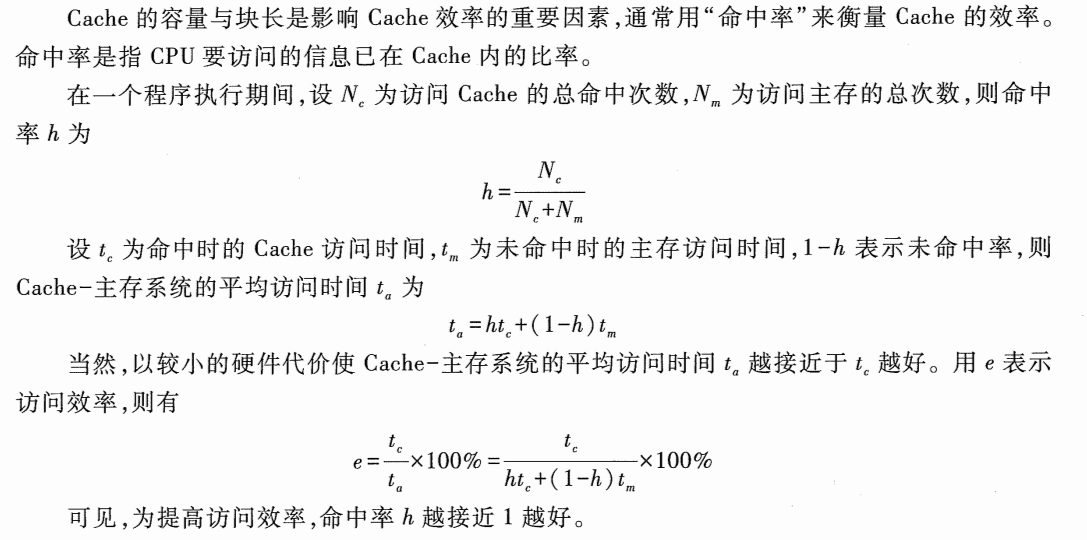 Cache 的容量与块长是影响 Cache 效率的重要因素,通常用“命中率”来衡量 Cache 的效率。
命中率是指 CPU 要访问的信息已在 Cache 内的比率。
在一个程序执行期间,设 N_c 为访问 Cache 的总命中次数,N_m 为访问主存的总次数,则命中
率 h 为
h = N_c / (N_c+N_m)
设 t_c 为命中时的 Cache 访问时间,t_m 为未命中时的主存访问时间,1-h 表示未命中率,则
Cache-主存系统的平均访问时间 t_a 为
t_a = ht_c+(1-h)t_m
当然,以较小的硬件代价使 Cache-主存系统的平均访问时间 t_a 越接近于 t_c 越好。用 e 表示
访问效率,则有
e = t_c / t_a ×100% = t_c / (ht_c+(1-h)t_m) ×100%
可见,为提高访问效率,命中率 h 越接近 1 越好。